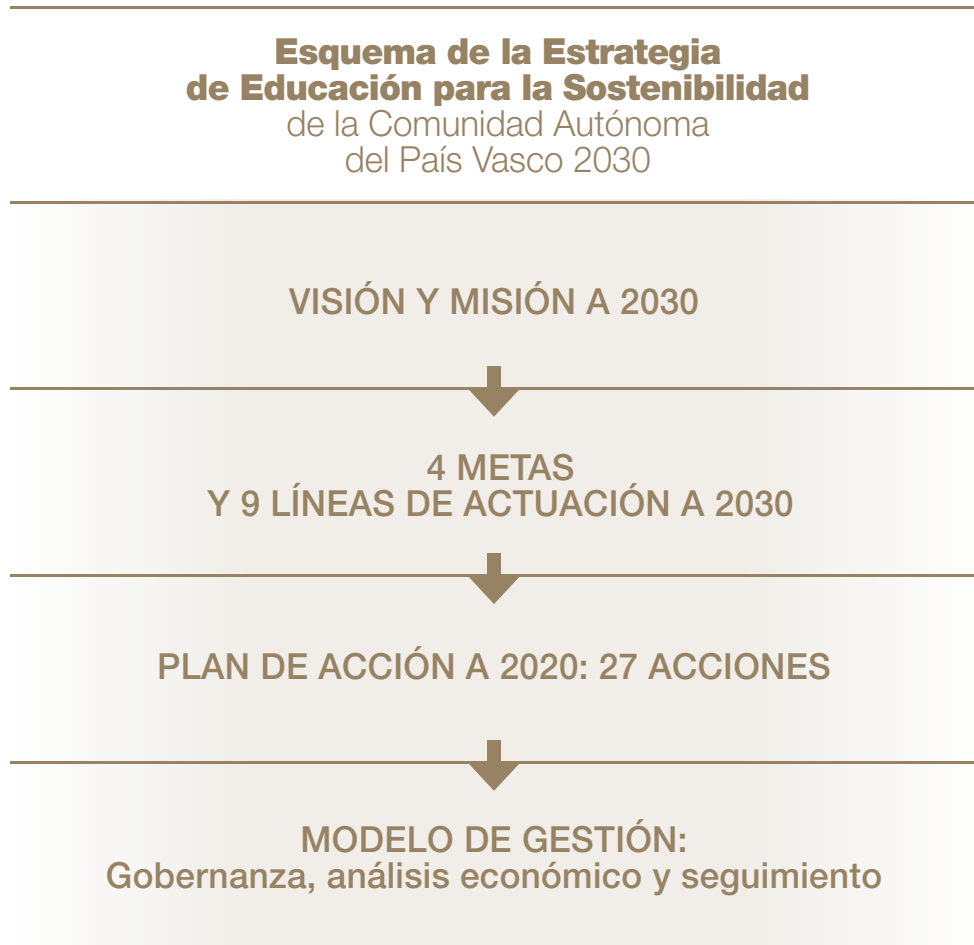 Esquema de la Estrategia
de Educación para la Sostenibilidad
de la Comunidad Autónoma
del País Vasco 2030
VISIÓN Y MISIÓN A 2030
4 METAS
Y 9 LÍNEAS DE ACTUACIÓN A 2030
PLAN DE ACCIÓN A 2020: 27 ACCIONES
MODELO DE GESTIÓN:
Gobernanza, análisis económico y seguimiento